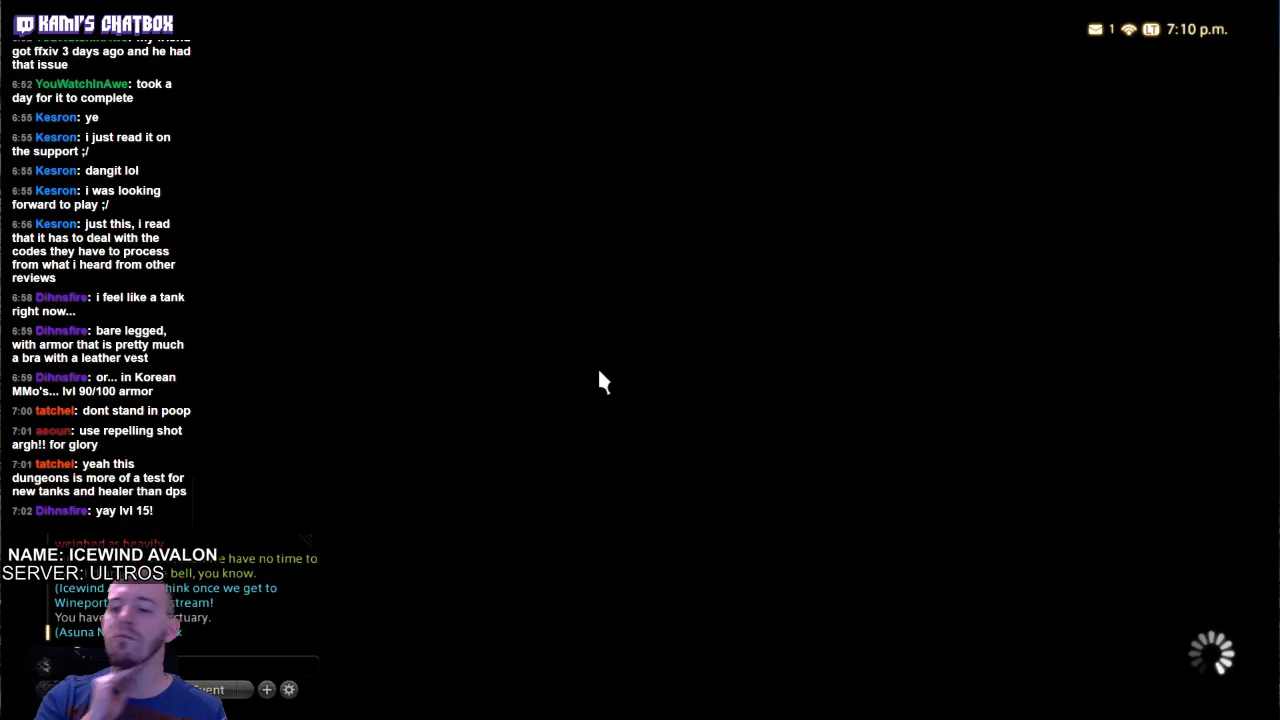 KAMI'S CHATBOX
1 LT 7:10 p.m.
got ffxiv 3 days ago and he had
that issue
6:52 YouWatchInAwe: took a
day for it to complete
6:55 Kesron: ye
6:55 Kesron: i just read it on
the support ;/
6:55 Kesron: dangit lol
6:55 Kesron: i was looking
forward to play ;/
6:56 Kesron: just this, i read
that it has to deal with the
codes they have to process
from what i heard from other
reviews
6:58 Dihnsfire: i feel like a tank
right now...
6:59 Dihnsfire: bare legged,
with armor that is pretty much
a bra with a leather vest
6:59 Dihnsfire: or... in Korean
MMo's... lvl 90/100 armor
7:00 tatchel: dont stand in poop
7:01 aeoun: use repelling shot
argh!! for glory
7:01 tatchel: yeah this
dungeons is more of a test for
new tanks and healer than dps
7:02 Dihnsfire: yay lvl 15!
weighed as heavily.
NAME: ICEWIND AVALON
e have no time to
SERVER: ULTROS
bell, you know.
(Icewind hink once we get to
Wineport stream!
You have ctuary.
(Asuna
Event